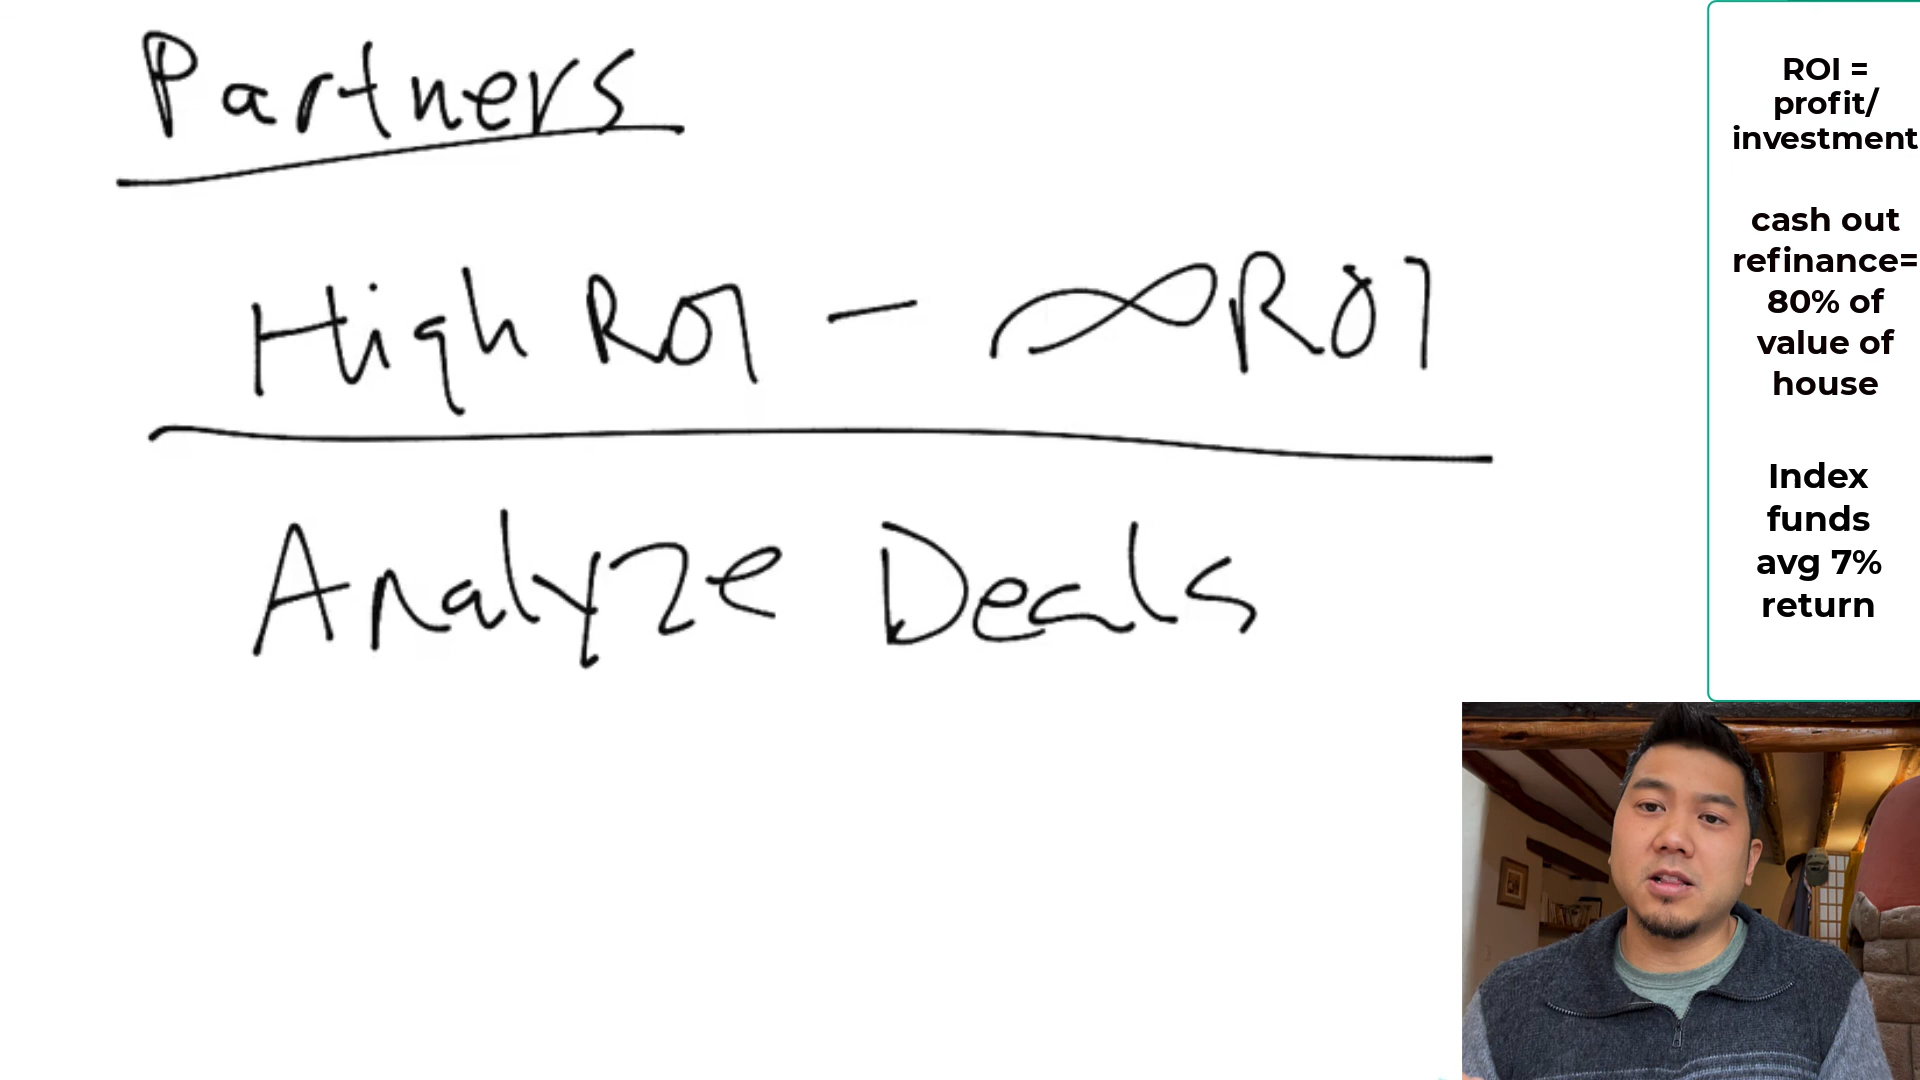 Partners
High ROI - ∞ ROI
Analyze Deals
ROI =
profit/
investment
cash out
refinance=
80% of
value of
house
Index
funds
avg 7%
return